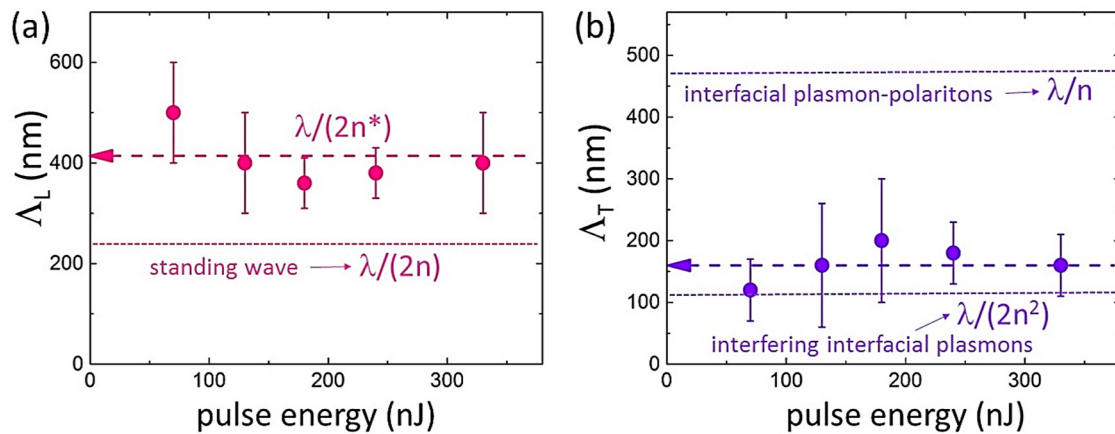 (a)
600
400
200
0
Λ_L (nm)
λ/(2n*)
standing wave → λ/(2n)
0 100 200 300
pulse energy (nJ)
(b)
500
400
300
200
100
0
Λ_T (nm)
interfacial plasmon-polaritons → λ/n
λ/(2n²)
interfering interfacial plasmons
0 100 200 300
pulse energy (nJ)